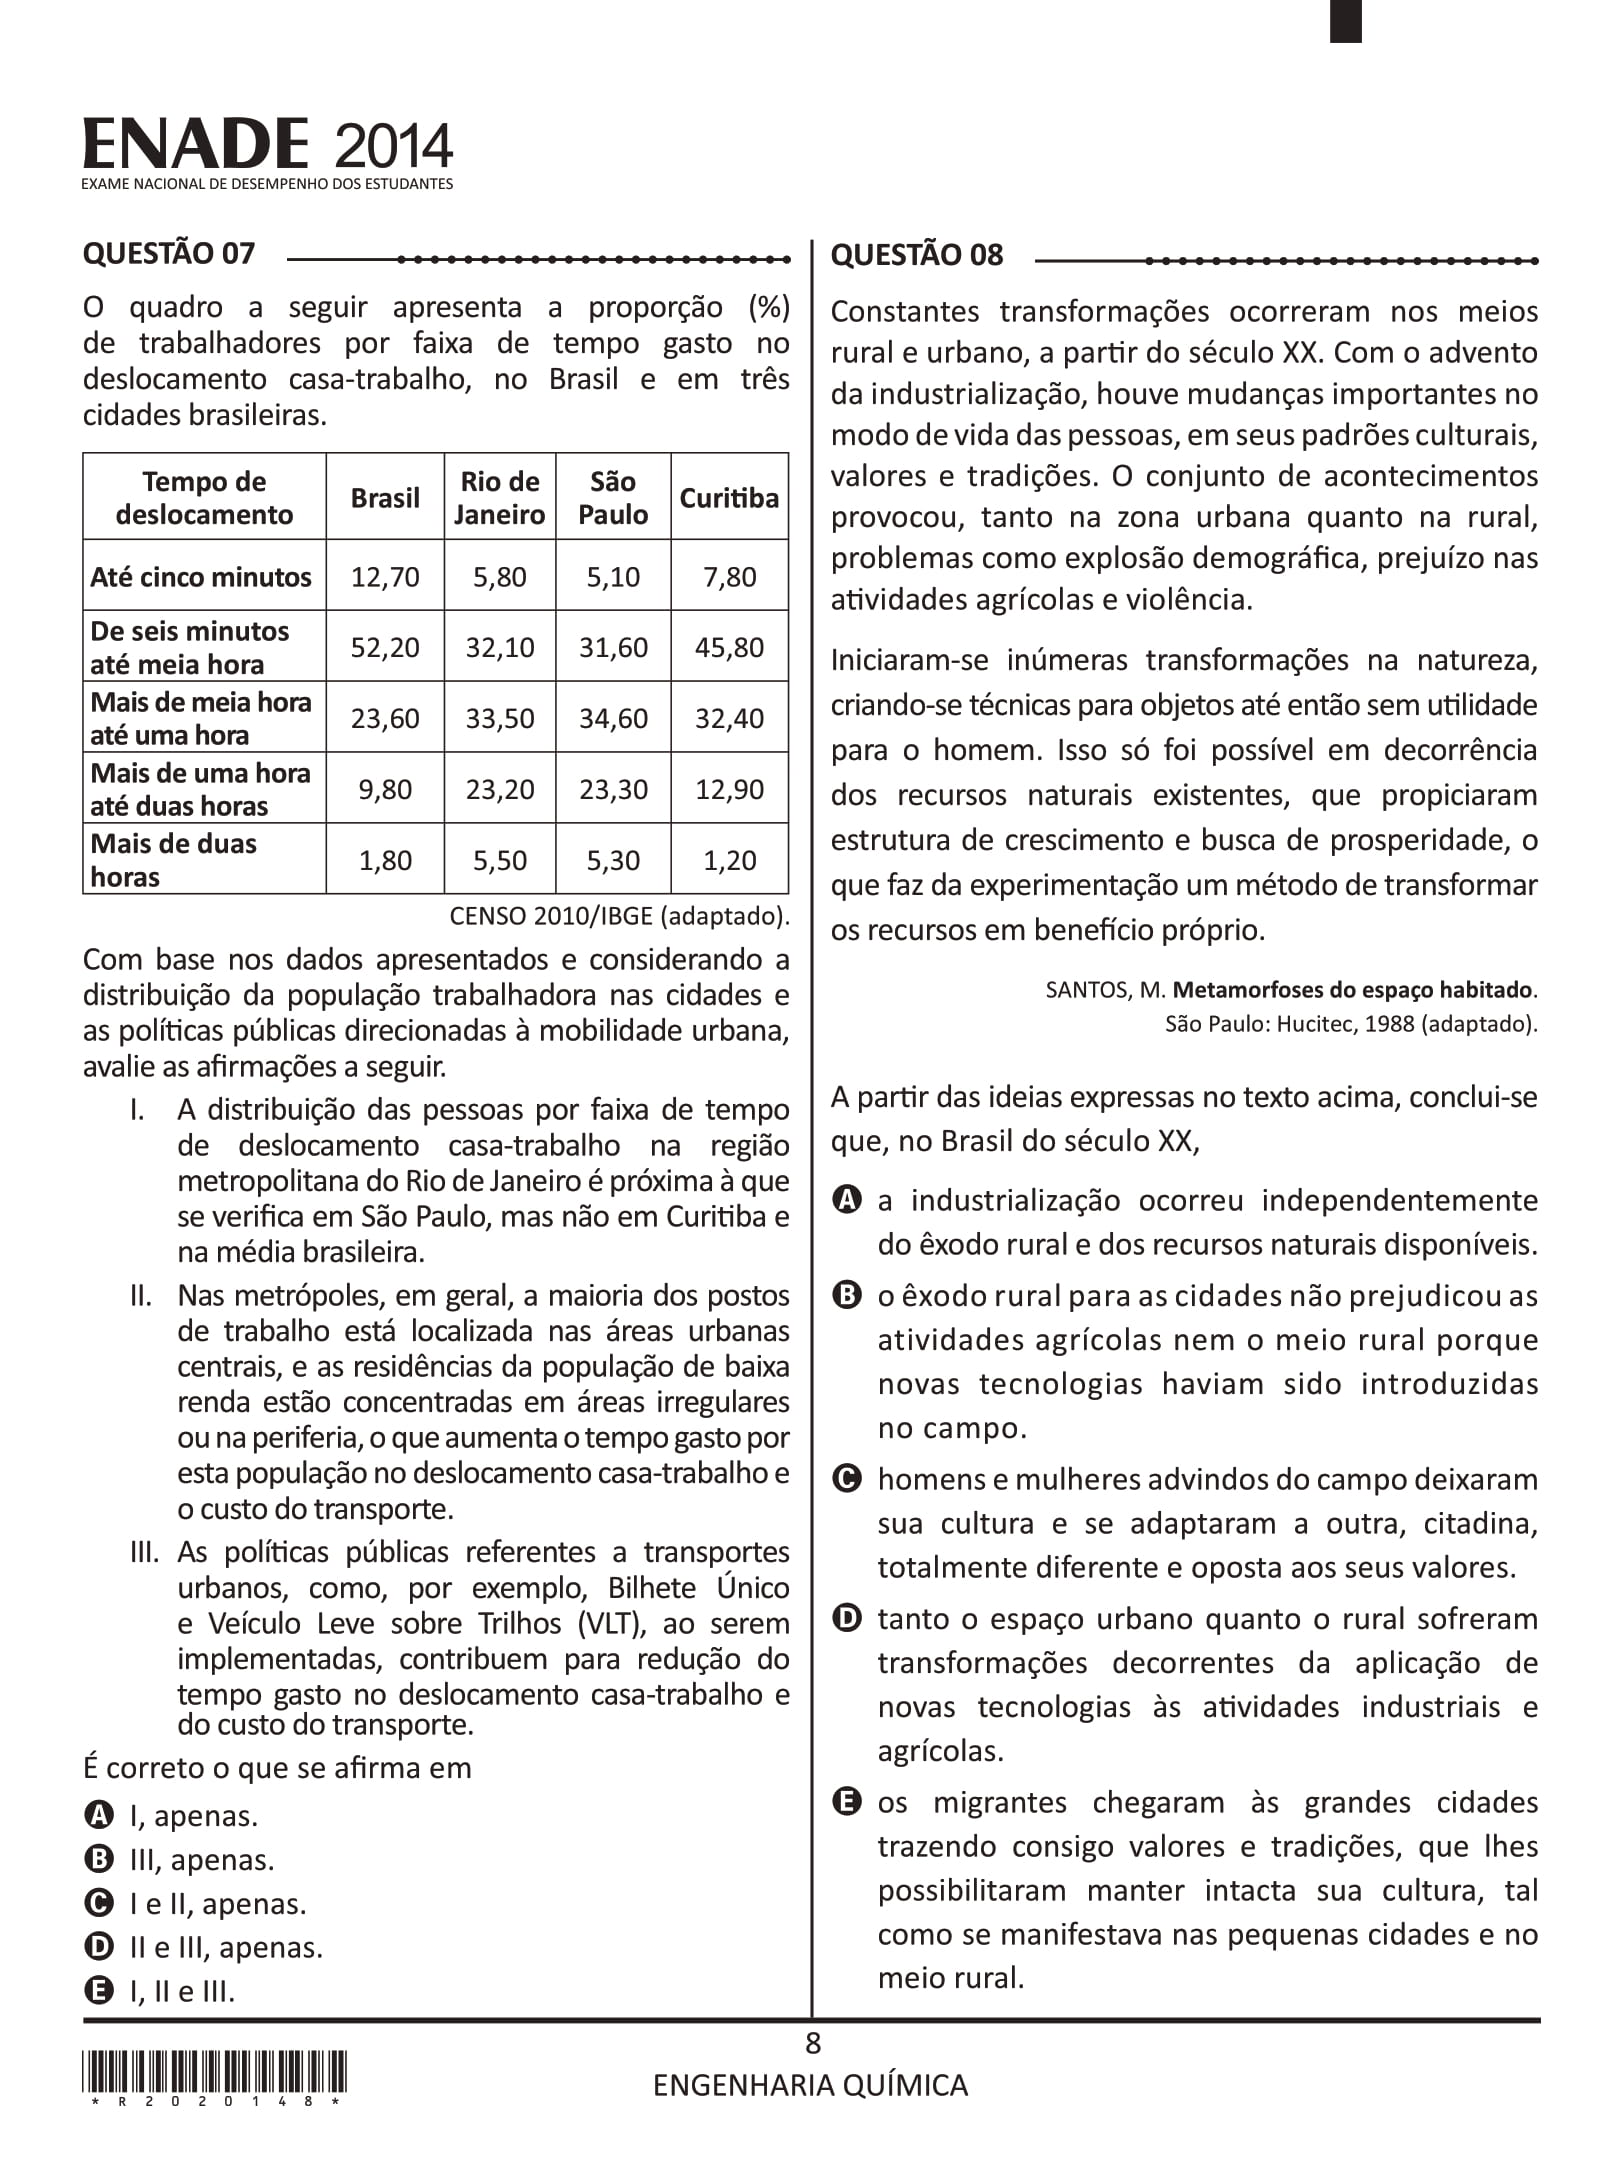 ENADE 2014
EXAME NACIONAL DE DESEMPENHO DOS ESTUDANTES
QUESTÃO 07
O quadro a seguir apresenta a proporção (%)
de trabalhadores por faixa de tempo gasto no
deslocamento casa-trabalho, no Brasil e em três
cidades brasileiras.
Tempo de deslocamento Brasil Rio de Janeiro São Paulo Curitiba
Até cinco minutos 12,70 5,80 5,10 7,80
De seis minutos até meia hora 52,20 32,10 31,60 45,80
Mais de meia hora até uma hora 23,60 33,50 34,60 32,40
Mais de uma hora até duas horas 9,80 23,20 23,30 12,90
Mais de duas horas 1,80 5,50 5,30 1,20
CENSO 2010/IBGE (adaptado).
Com base nos dados apresentados e considerando a
distribuição da população trabalhadora nas cidades e
as políticas públicas direcionadas à mobilidade urbana,
avalie as afirmações a seguir.
I. A distribuição das pessoas por faixa de tempo
de deslocamento casa-trabalho na região
metropolitana do Rio de Janeiro é próxima à que
se verifica em São Paulo, mas não em Curitiba e
na média brasileira.
II. Nas metrópoles, em geral, a maioria dos postos
de trabalho está localizada nas áreas urbanas
centrais, e as residências da população de baixa
renda estão concentradas em áreas irregulares
ou na periferia, o que aumenta o tempo gasto por
esta população no deslocamento casa-trabalho e
o custo do transporte.
III. As políticas públicas referentes a transportes
urbanos, como, por exemplo, Bilhete Único
e Veículo Leve sobre Trilhos (VLT), ao serem
implementadas, contribuem para redução do
tempo gasto no deslocamento casa-trabalho e
do custo do transporte.
É correto o que se afirma em
A I, apenas.
B III, apenas.
C I e II, apenas.
D II e III, apenas.
E I, II e III.
QUESTÃO 08
Constantes transformações ocorreram nos meios
rural e urbano, a partir do século XX. Com o advento
da industrialização, houve mudanças importantes no
modo de vida das pessoas, em seus padrões culturais,
valores e tradições. O conjunto de acontecimentos
provocou, tanto na zona urbana quanto na rural,
problemas como explosão demográfica, prejuízo nas
atividades agrícolas e violência.
Iniciaram-se inúmeras transformações na natureza,
criando-se técnicas para objetos até então sem utilidade
para o homem. Isso só foi possível em decorrência
dos recursos naturais existentes, que propiciaram
estrutura de crescimento e busca de prosperidade, o
que faz da experimentação um método de transformar
os recursos em benefício próprio.
SANTOS, M. Metamorfoses do espaço habitado.
São Paulo: Hucitec, 1988 (adaptado).
A partir das ideias expressas no texto acima, conclui-se
que, no Brasil do século XX,
A a industrialização ocorreu independentemente
do êxodo rural e dos recursos naturais disponíveis.
B o êxodo rural para as cidades não prejudicou as
atividades agrícolas nem o meio rural porque
novas tecnologias haviam sido introduzidas
no campo.
C homens e mulheres advindos do campo deixaram
sua cultura e se adaptaram a outra, citadina,
totalmente diferente e oposta aos seus valores.
D tanto o espaço urbano quanto o rural sofreram
transformações decorrentes da aplicação de
novas tecnologias às atividades industriais e
agrícolas.
E os migrantes chegaram às grandes cidades
trazendo consigo valores e tradições, que lhes
possibilitaram manter intacta sua cultura, tal
como se manifestava nas pequenas cidades e no
meio rural.
8
ENGENHARIA QUÍMICA
* R 2 0 2 0 1 4 8 *